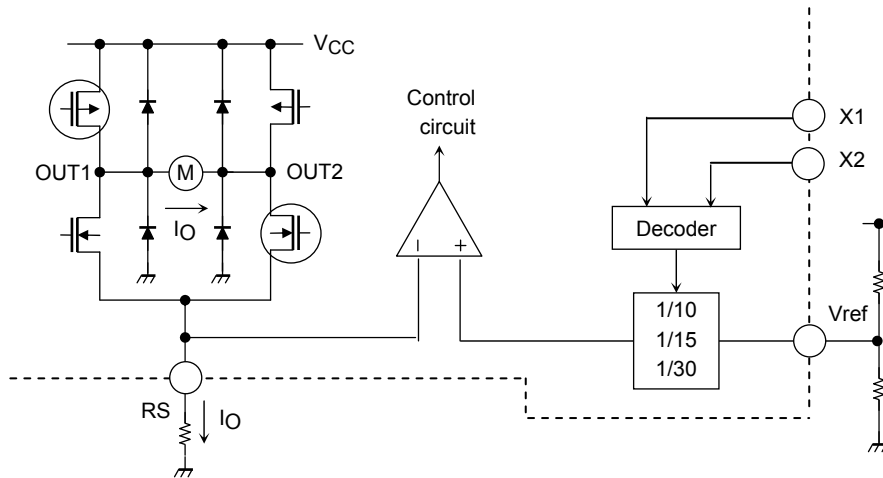 VCC
Control
circuit
X1
X2
OUT1
M
OUT2
IO
Decoder
− +
1/10
1/15
1/30
Vref
RS
IO